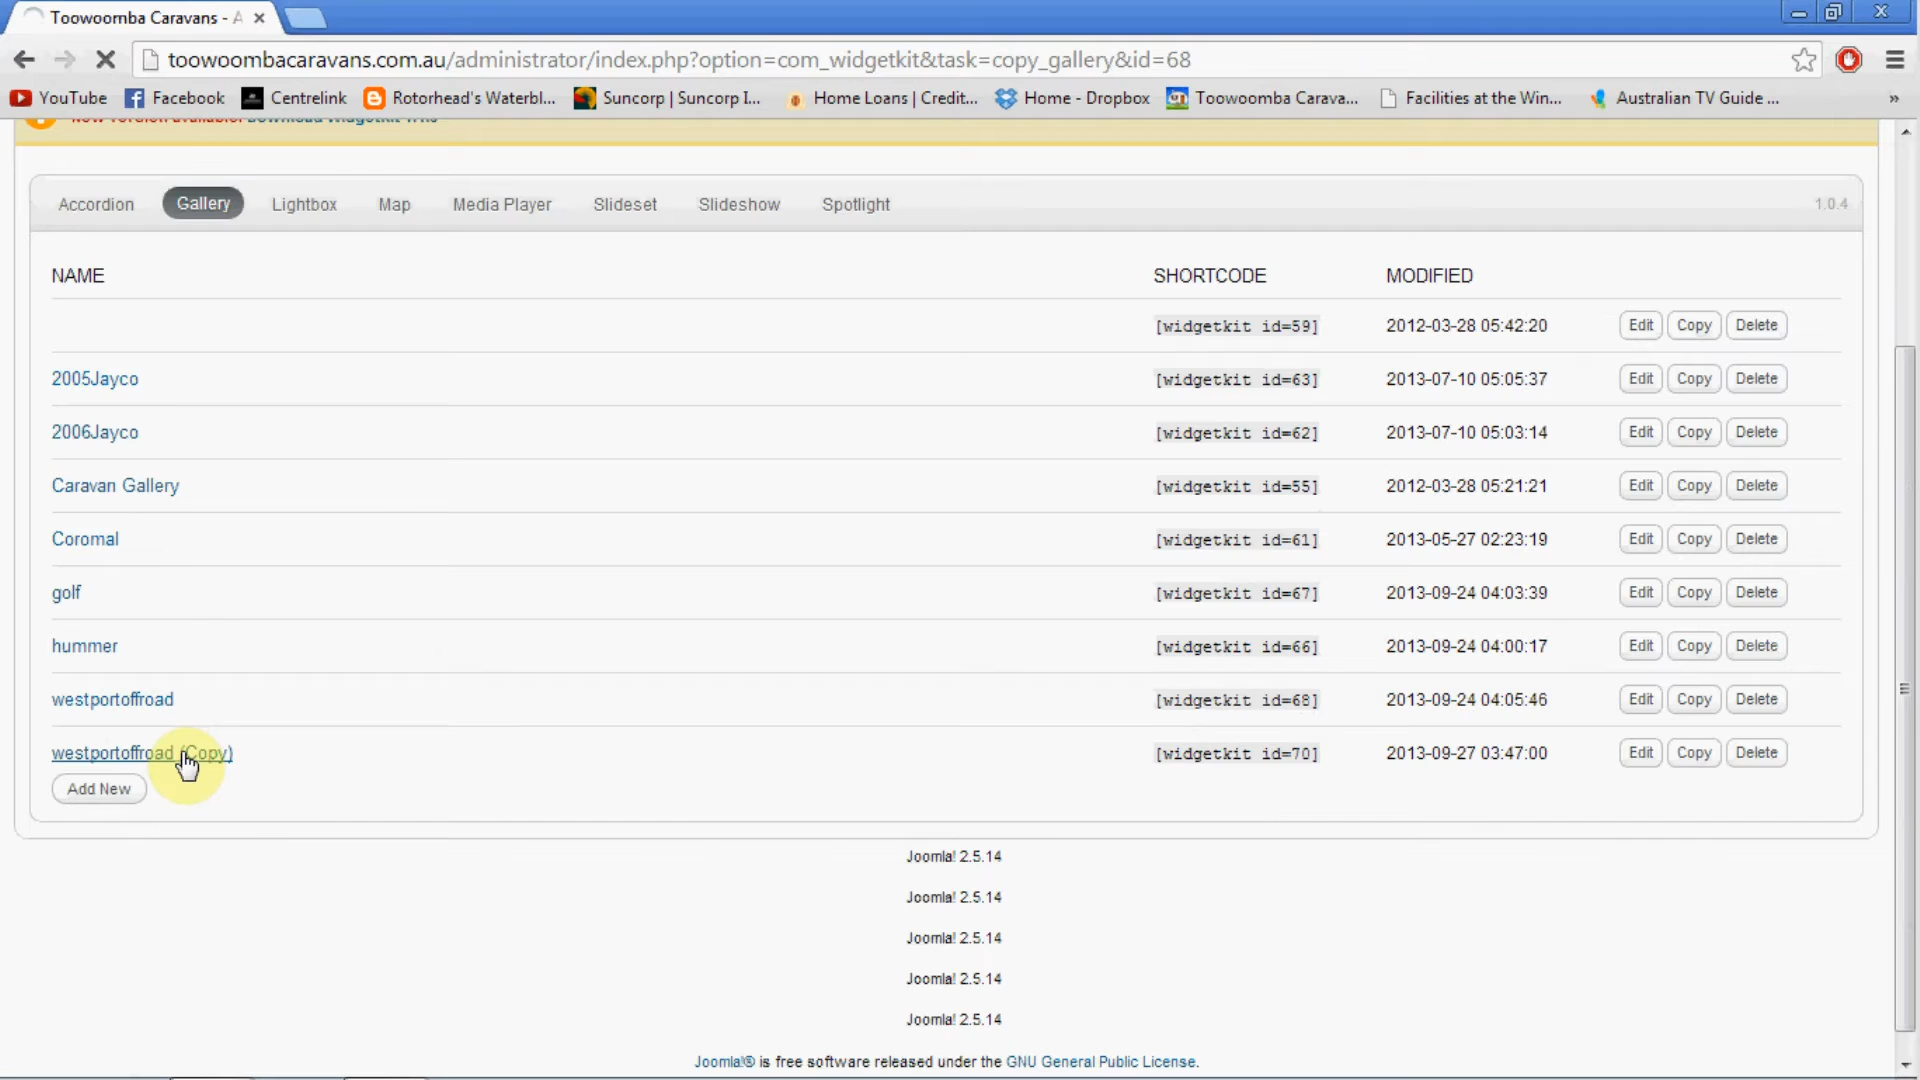 Toowoomba Caravans - A
toowoombacaravans.com.au/administrator/index.php?option=com_widgetkit&task=copy_gallery&id=68
YouTube Facebook Centrelink Rotorhead's Waterbl... Suncorp | Suncorp I... Home Loans | Credit... Home - Dropbox Toowoomba Carava... Facilities at the Win... Australian TV Guide ... »
Accordion Gallery Lightbox Map Media Player Slideset Slideshow Spotlight 1.0.4
NAME SHORTCODE MODIFIED
[widgetkit id=59] 2012-03-28 05:42:20 Edit Copy Delete
2005Jayco [widgetkit id=63] 2013-07-10 05:05:37 Edit Copy Delete
2006Jayco [widgetkit id=62] 2013-07-10 05:03:14 Edit Copy Delete
Caravan Gallery [widgetkit id=55] 2012-03-28 05:21:21 Edit Copy Delete
Coromal [widgetkit id=61] 2013-05-27 02:23:19 Edit Copy Delete
golf [widgetkit id=67] 2013-09-24 04:03:39 Edit Copy Delete
hummer [widgetkit id=66] 2013-09-24 04:00:17 Edit Copy Delete
westportoffroad [widgetkit id=68] 2013-09-24 04:05:46 Edit Copy Delete
westportoffroad (Copy) [widgetkit id=70] 2013-09-27 03:47:00 Edit Copy Delete
Add New
Joomla! 2.5.14
Joomla! 2.5.14
Joomla! 2.5.14
Joomla! 2.5.14
Joomla! 2.5.14
Joomla!® is free software released under the GNU General Public License.